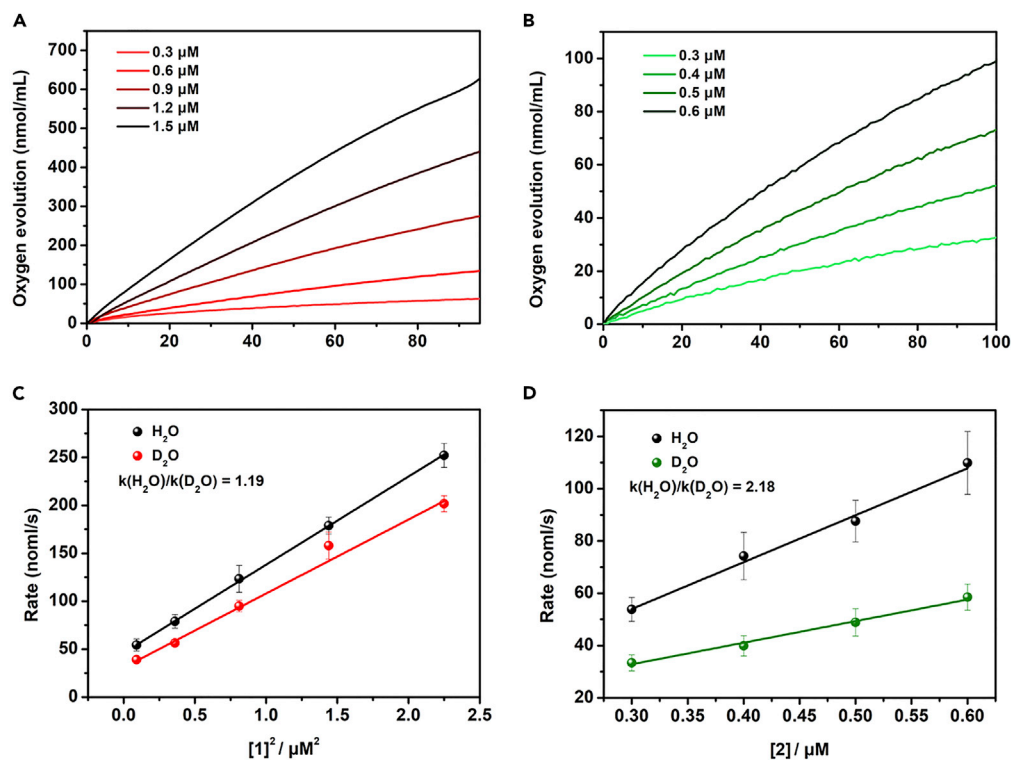 A
Oxygen evolution (nmol/mL)
700
600
500
400
300
200
100
0
0 20 40 60 80
0.3 µM
0.6 µM
0.9 µM
1.2 µM
1.5 µM
B
Oxygen evolution (nmol/mL)
100
80
60
40
20
0
0 20 40 60 80 100
0.3 µM
0.4 µM
0.5 µM
0.6 µM
C
Rate (noml/s)
300
250
200
150
100
50
0
0.0 0.5 1.0 1.5 2.0 2.5
H₂O
D₂O
k(H₂O)/k(D₂O) = 1.19
[1]² / µM²
D
Rate (noml/s)
120
100
80
60
40
20
0.30 0.35 0.40 0.45 0.50 0.55 0.60
H₂O
D₂O
k(H₂O)/k(D₂O) = 2.18
[2] / µM